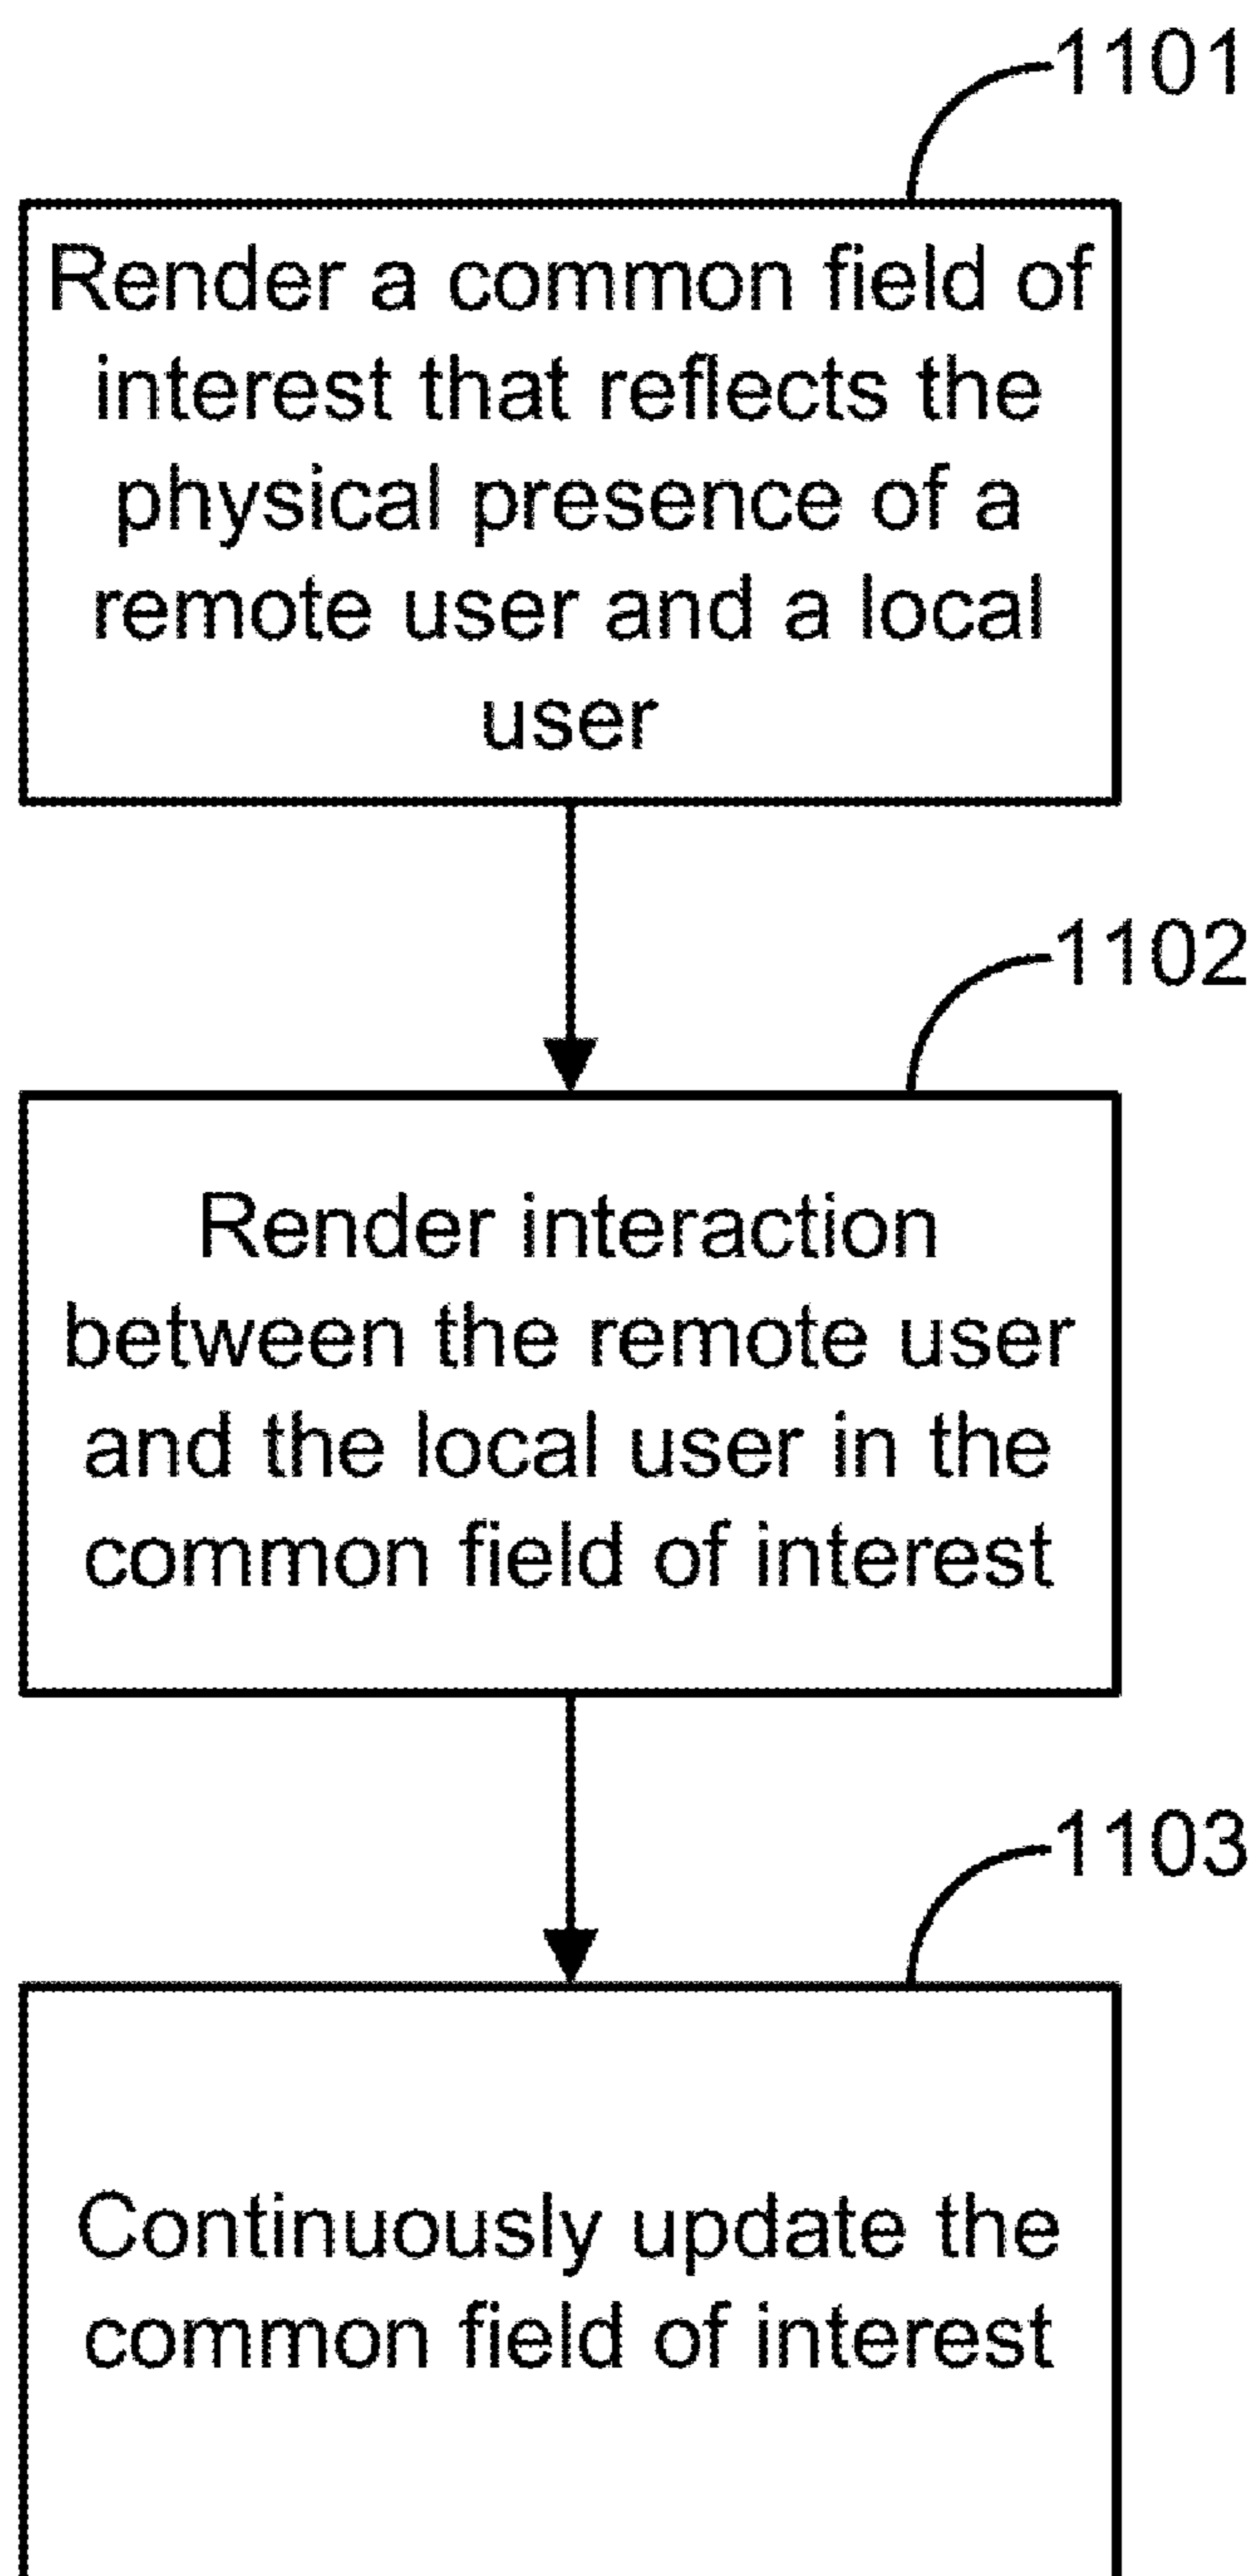 1101
Render a common field of
interest that reflects the
physical presence of a
remote user and a local
user
1102
Render interaction
between the remote user
and the local user in the
common field of interest
1103
Continuously update the
common field of interest